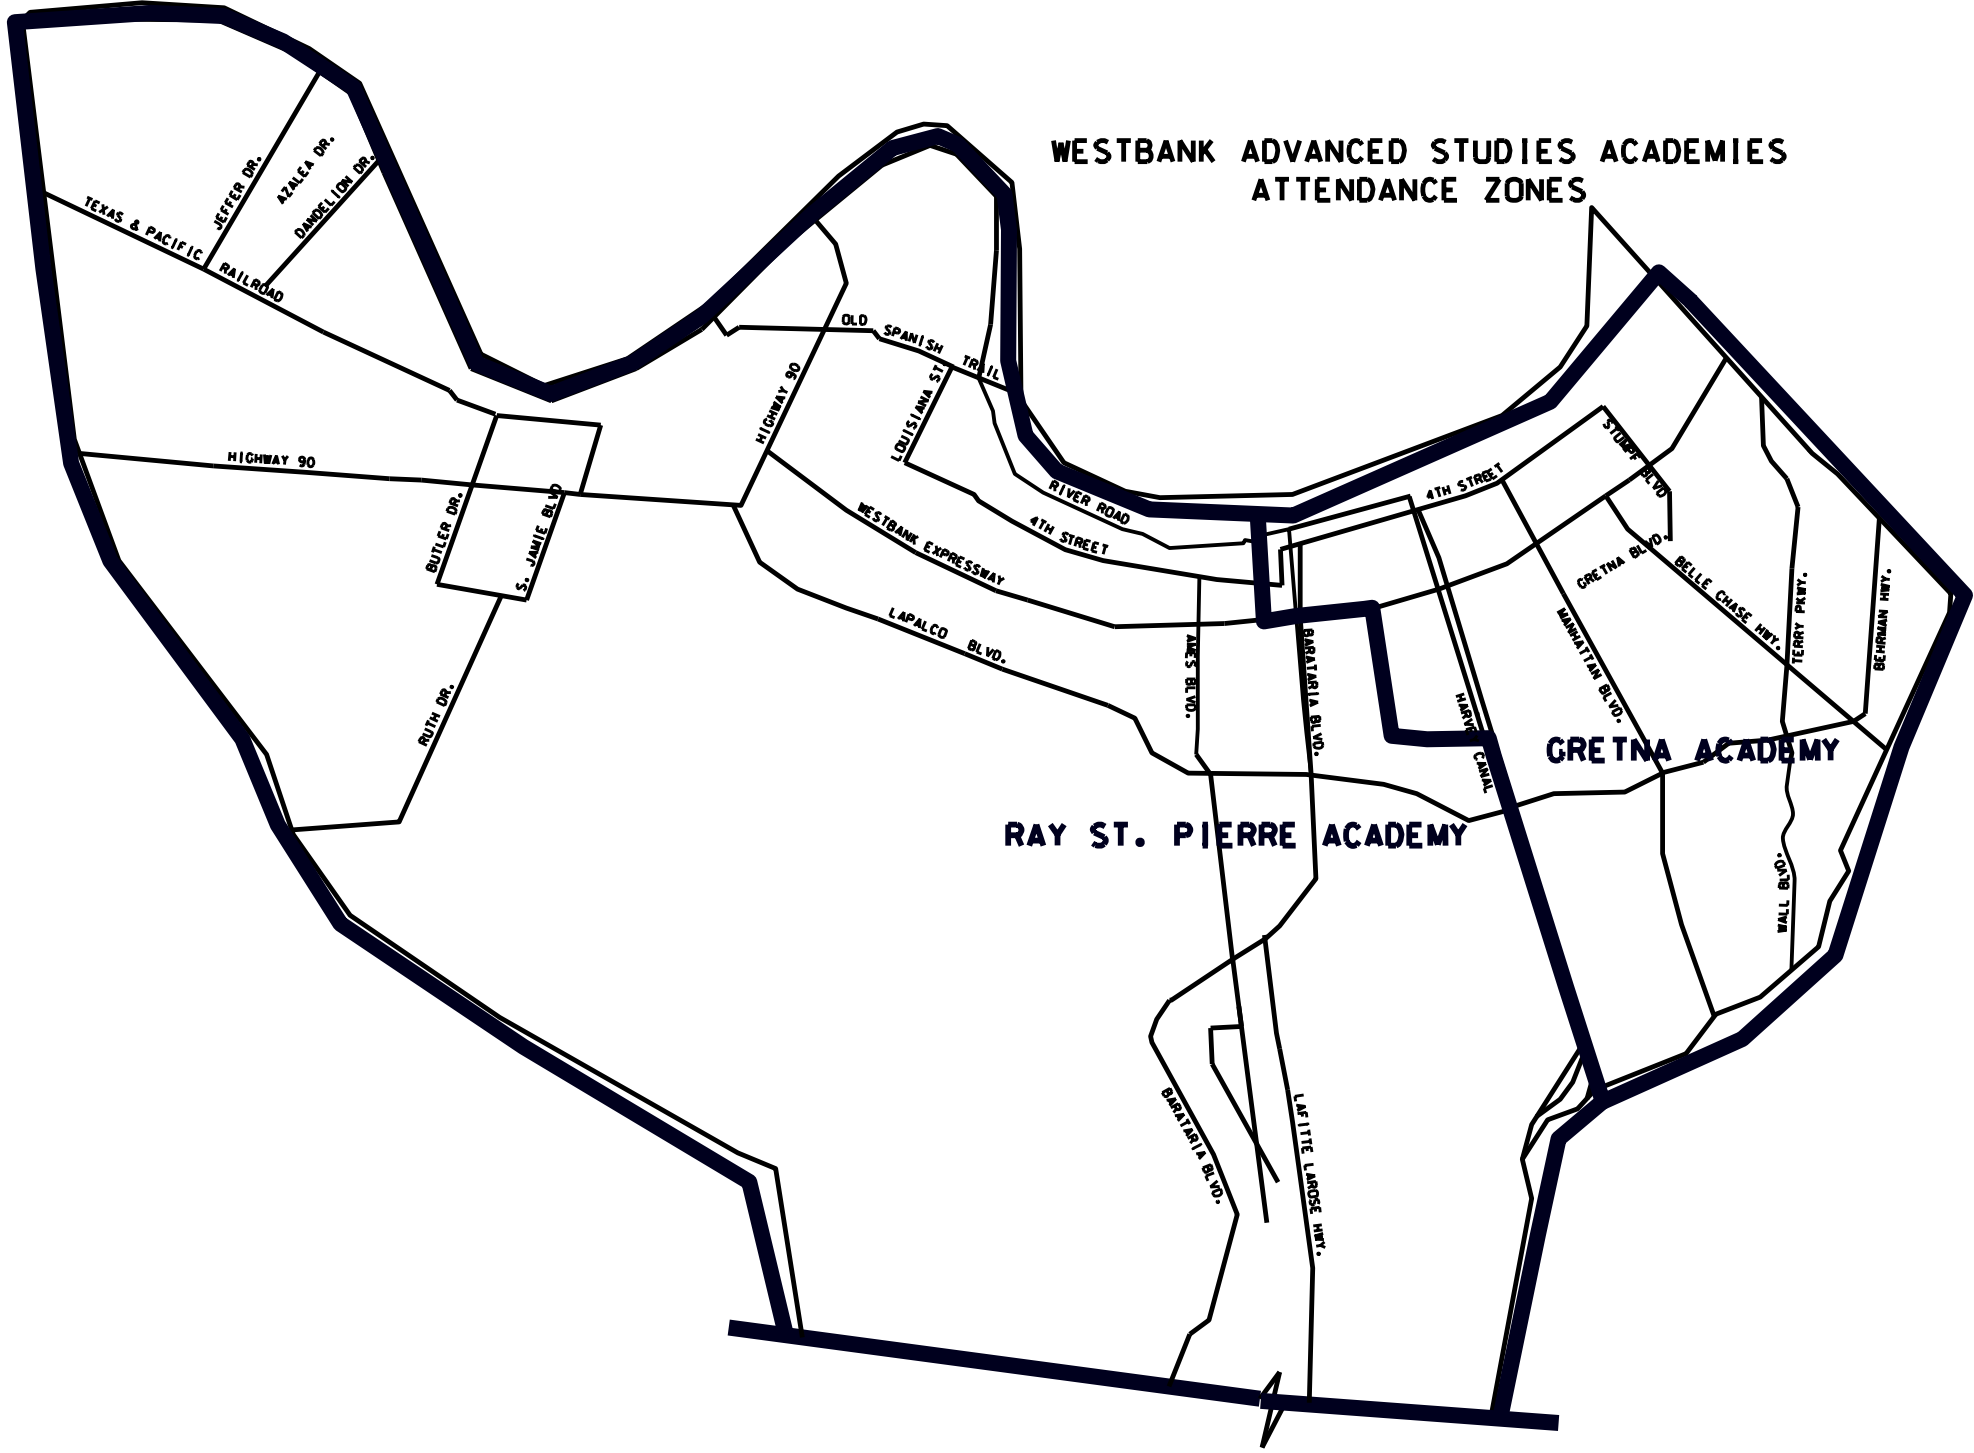 WESTBANK ADVANCED STUDIES ACADEMIES
ATTENDANCE ZONES
JEFFER DR.
AZALEA DR.
DANDELION DR.
TEXAS & PACIFIC RAILROAD
OLD SPANISH TRAIL
HIGHWAY 90
LOUISIANA ST.
HIGHWAY 90
BUTLER DR.
S. JAMIE BLVD
RIVER ROAD
4TH STREET
WESTBANK EXPRESSWAY
4TH STREET
STUMPF BLVD
GRETNA BLVD.
BELLE CHASE HWY.
TERRY PKWY.
BEHRMAN HWY.
LAPALCO BLVD.
AMES BLVD.
BARATARIA BLVD.
MANHATTAN BLVD.
HARVEY CANAL
RUTH DR.
GRETNA ACADEMY
RAY ST. PIERRE ACADEMY
WALL BLVD.
BARATARIA BLVD.
LAFITTE LAROSE HWY.